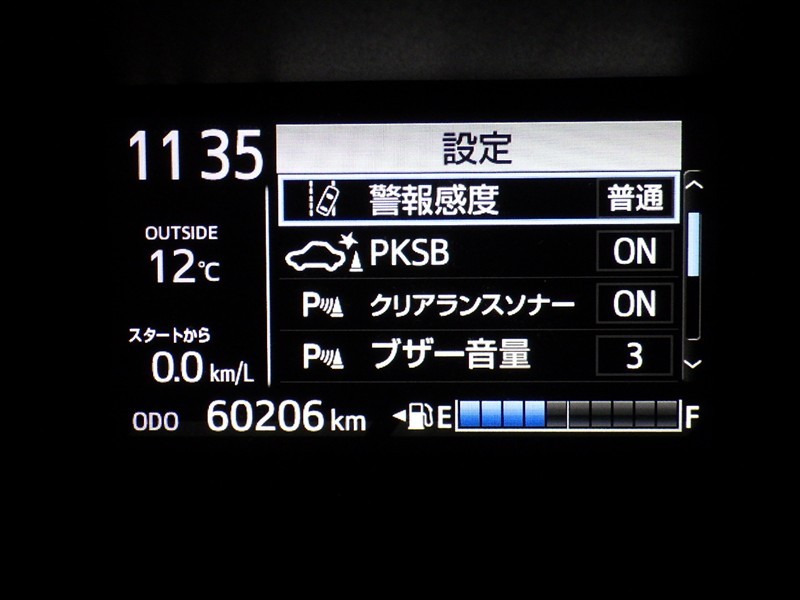 11 35
設定
警報感度 普通
OUTSIDE
12℃
PKSB ON
P クリアランスソナー ON
スタートから
0.0 km/L
P ブザー音量 3
ODO 60206 km E F